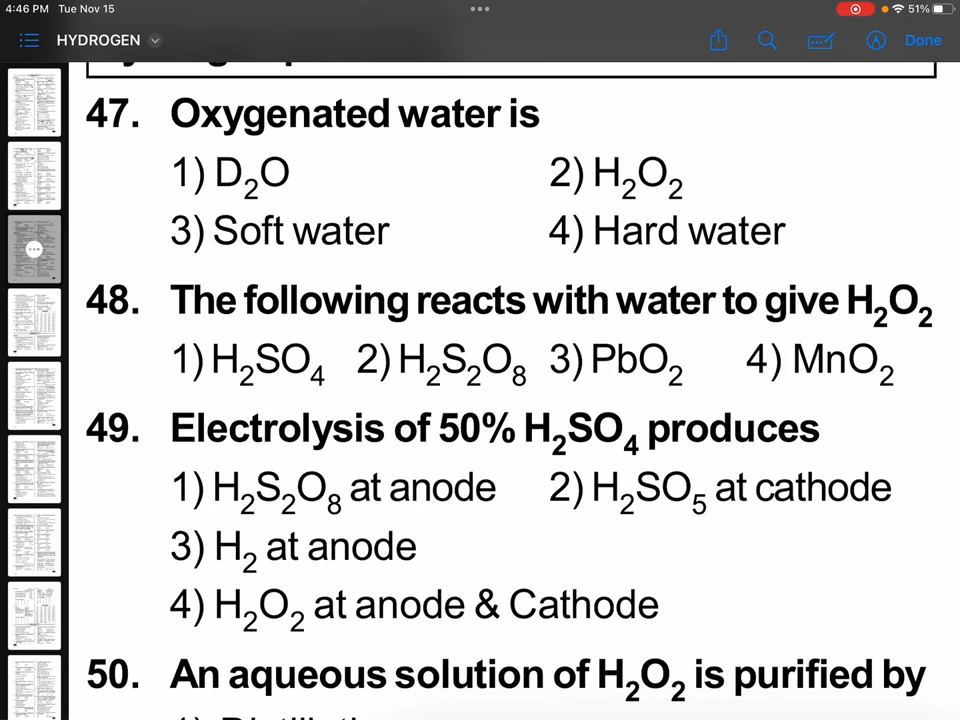 4:46 PM Tue Nov 15
51%
HYDROGEN
Done
47. Oxygenated water is
1) D₂O 2) H₂O₂
3) Soft water 4) Hard water
48. The following reacts with water to give H₂O₂
1) H₂SO₄ 2) H₂S₂O₈ 3) PbO₂ 4) MnO₂
49. Electrolysis of 50% H₂SO₄ produces
1) H₂S₂O₈ at anode 2) H₂SO₅ at cathode
3) H₂ at anode
4) H₂O₂ at anode & Cathode
50. An aqueous solution of H₂O₂ is purified by